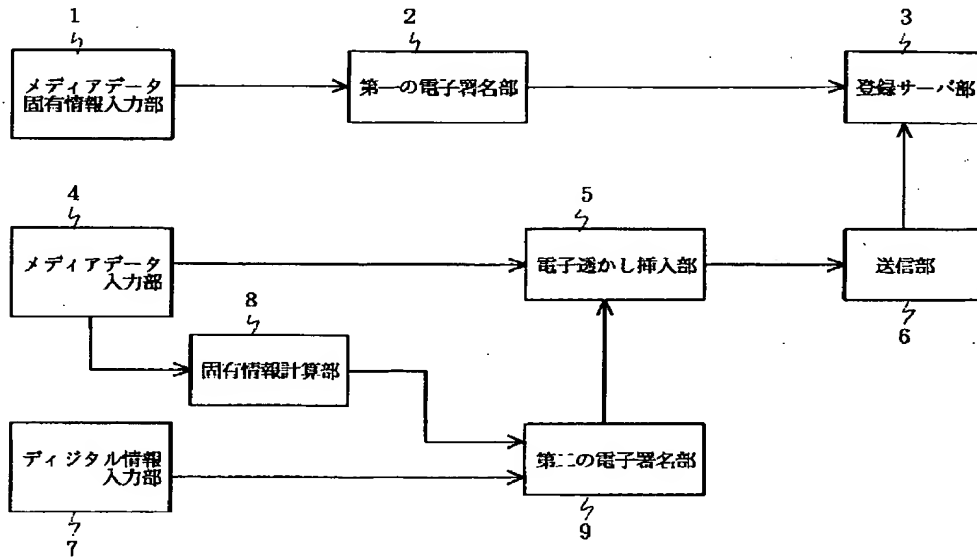 1
2
3
メディアデータ
固有情報入力部
第一の電子署名部
登録サーバ部
4
5
メディアデータ
入力部
電子透かし挿入部
送信部
8
6
固有情報計算部
ディジタル情報
入力部
第二の電子署名部
7
9